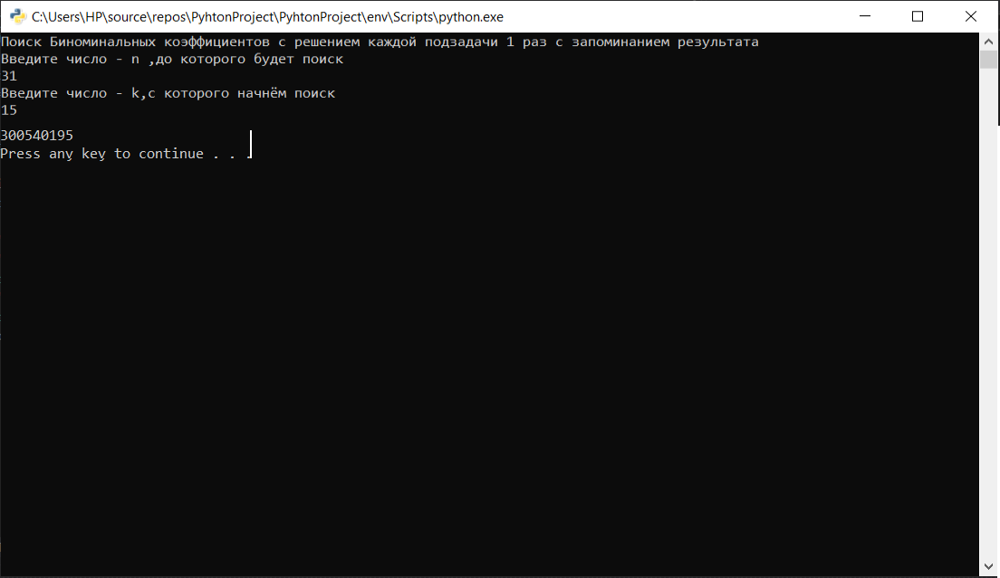 C:\Users\HP\source\repos\PyhtonProject\PyhtonProject\env\Scripts\python.exe
Поиск Биноминальных коэффициентов с решением каждой подзадачи 1 раз с запоминанием результата
Введите число - n ,до которого будет поиск
31
Введите число - k,с которого начнём поиск
15
300540195
Press any key to continue . . .